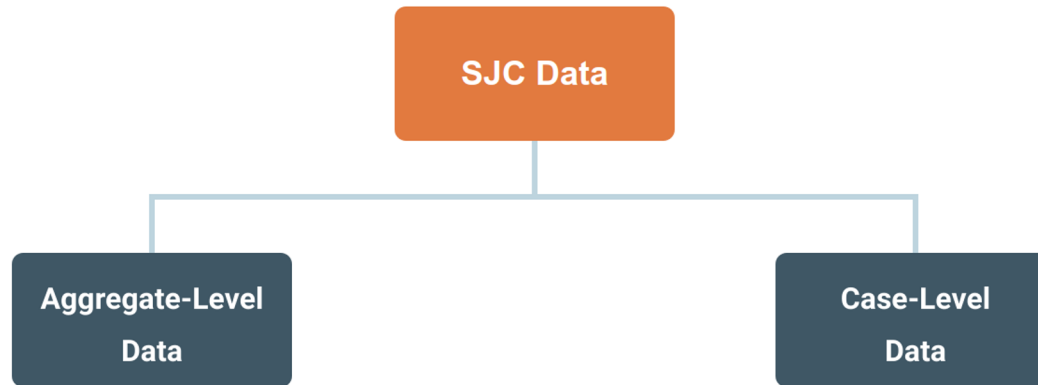 SJC Data
Aggregate-Level
Data
Case-Level
Data